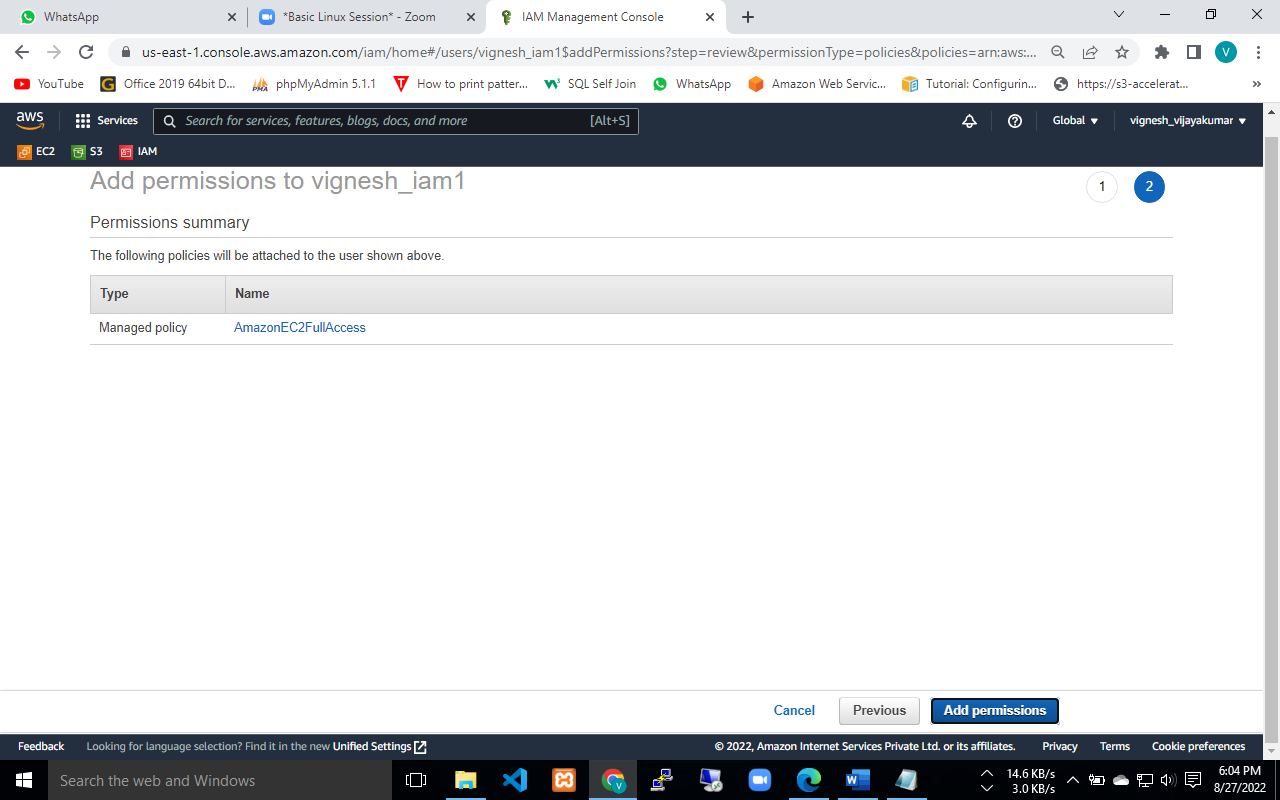 WhatsApp
*Basic Linux Session* - Zoom
IAM Management Console
us-east-1.console.aws.amazon.com/iam/home#/users/vignesh_iam1$addPermissions?step=review&permissionType=policies&policies=arn:aws:...
V
YouTube
Office 2019 64bit D...
phpMyAdmin 5.1.1
How to print patter...
SQL Self Join
WhatsApp
Amazon Web Servic...
Tutorial: Configurin...
https://s3-accelerat...
»
aws
Services
Search for services, features, blogs, docs, and more
[Alt+S]
Global
vignesh_vijayakumar
EC2
S3
IAM
Add permissions to vignesh_iam1
1
2
Permissions summary
The following policies will be attached to the user shown above.
Type
Name
Managed policy
AmazonEC2FullAccess
Cancel
Previous
Add permissions
Feedback
Looking for language selection? Find it in the new Unified Settings
© 2022, Amazon Internet Services Private Ltd. or its affiliates.
Privacy
Terms
Cookie preferences
Search the web and Windows
14.6 KB/s
3.0 KB/s
6:04 PM
8/27/2022